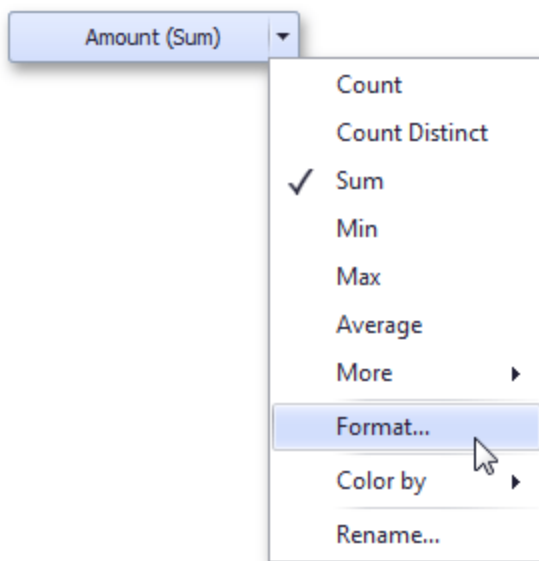 Amount (Sum)
Count
Count Distinct
Sum
Min
Max
Average
More
Format...
Color by
Rename...